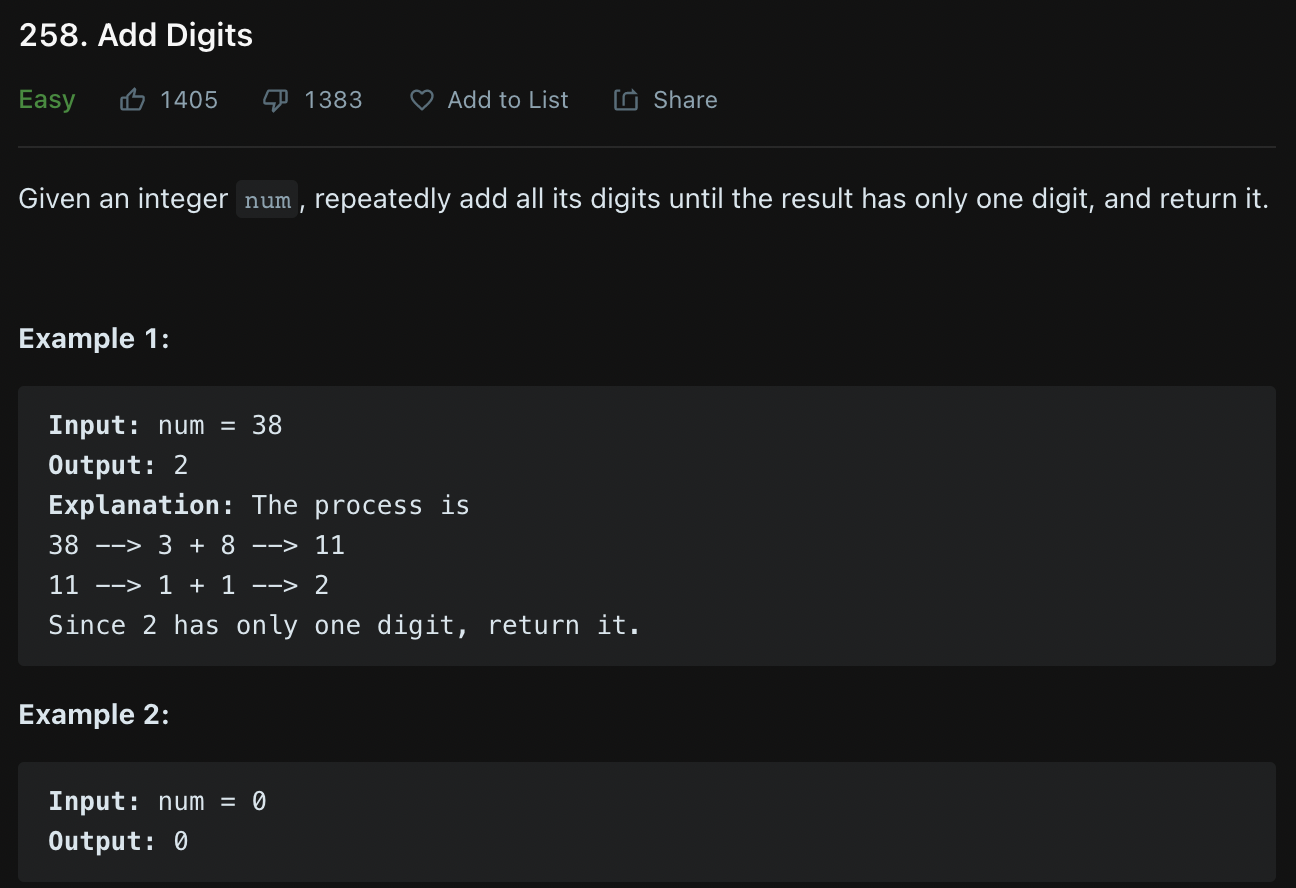 258. Add Digits
Easy 1405 1383 Add to List Share
Given an integer num, repeatedly add all its digits until the result has only one digit, and return it.
Example 1:
Input: num = 38
Output: 2
Explanation: The process is
38 --> 3 + 8 --> 11
11 --> 1 + 1 --> 2
Since 2 has only one digit, return it.
Example 2:
Input: num = 0
Output: 0